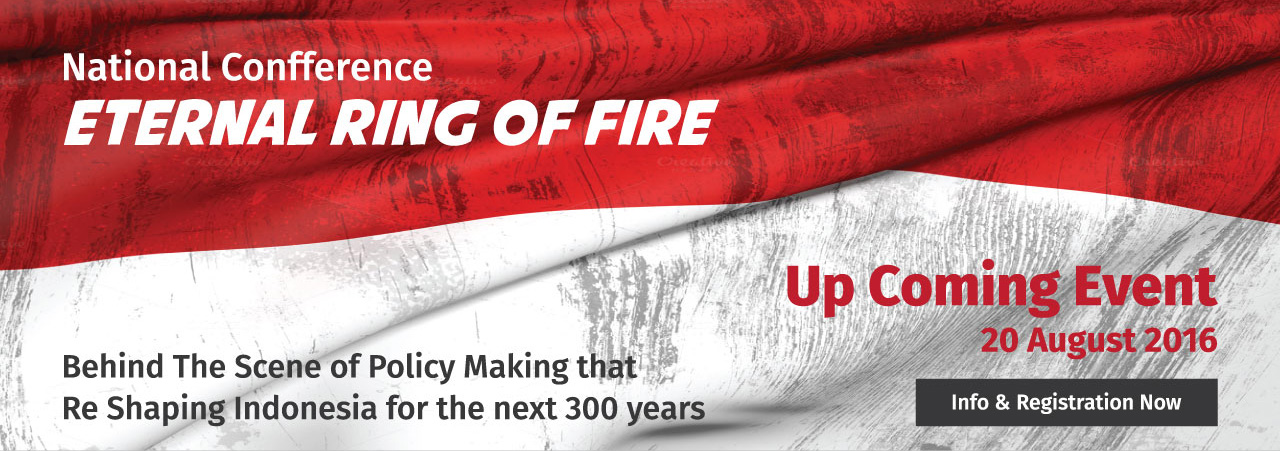 National Confference
ETERNAL RING OF FIRE
Up Coming Event
20 August 2016
Behind The Scene of Policy Making that
Re Shaping Indonesia for the next 300 years
Info & Registration Now